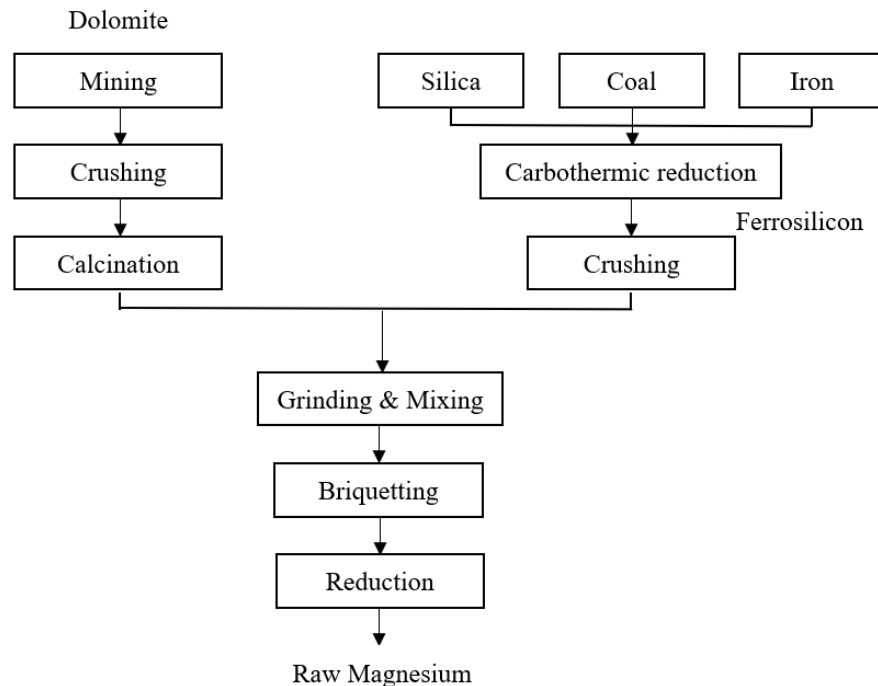 Dolomite
Mining
Silica
Coal
Iron
Crushing
Carbothermic reduction
Ferrosilicon
Calcination
Crushing
Grinding & Mixing
Briquetting
Reduction
Raw Magnesium